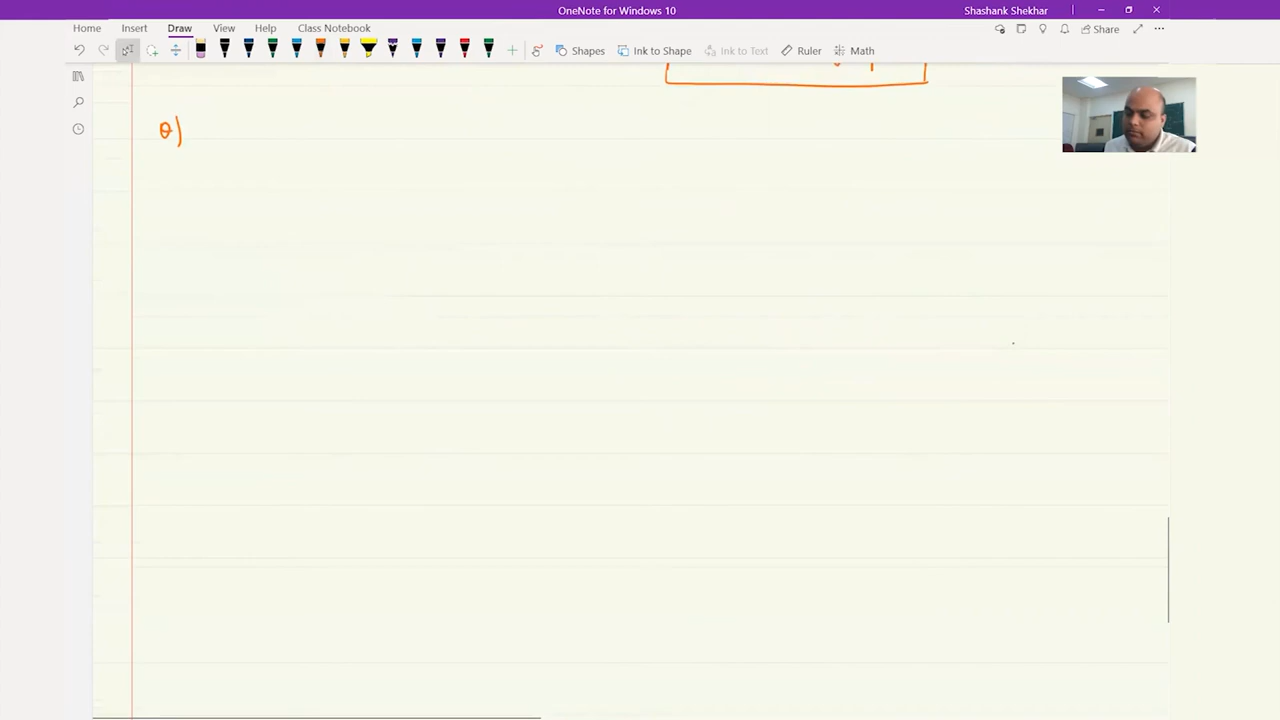 OneNote for Windows 10
Shashank Shekhar
Home Insert Draw View Help Class Notebook
Share
Shapes Ink to Shape Ink to Text Ruler Math
θ)